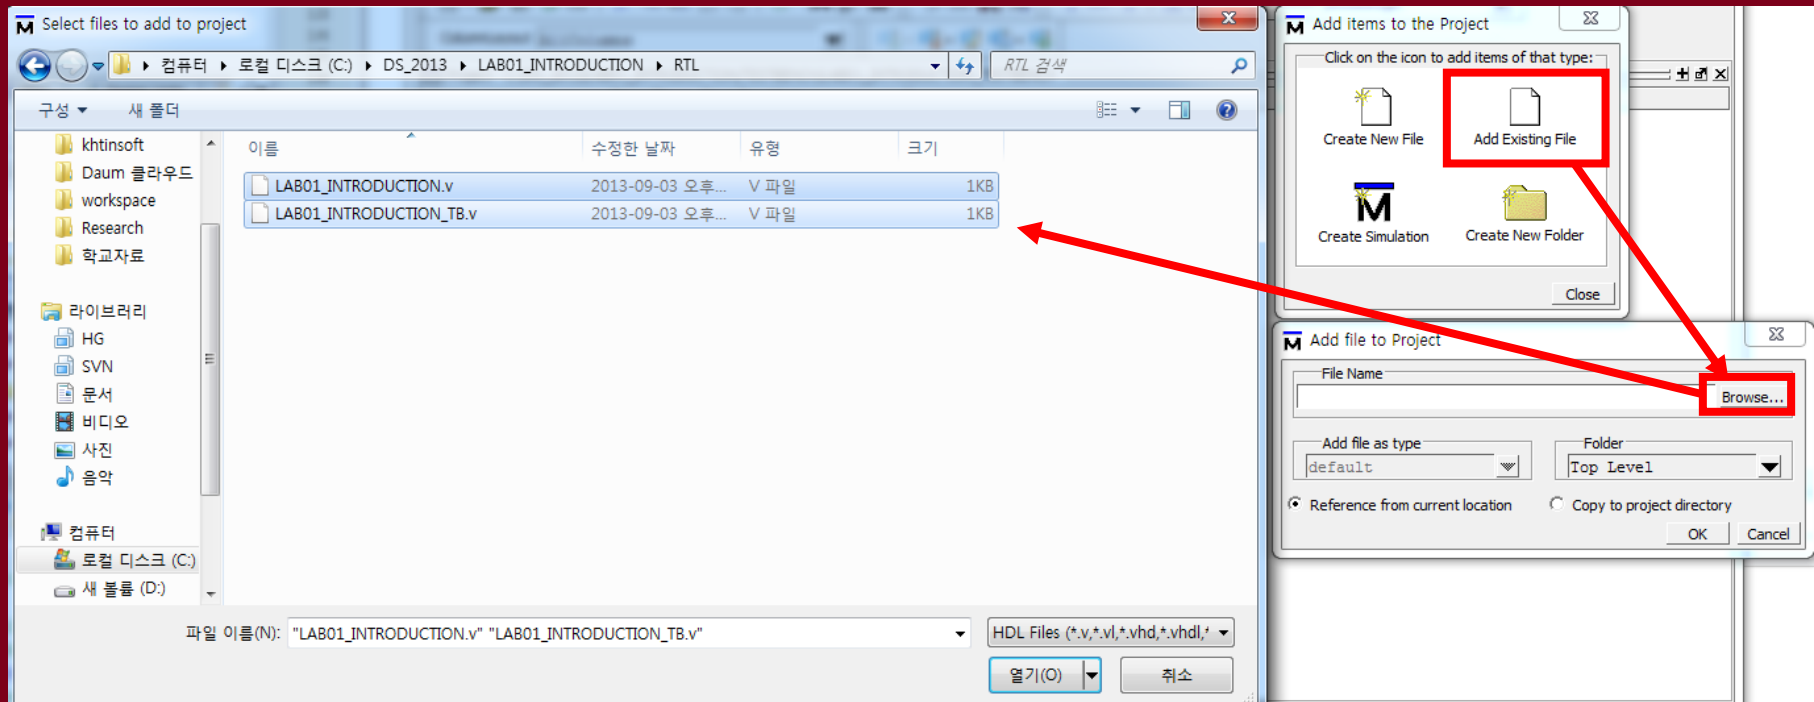 Select files to add to project
컴퓨터 ▸ 로컬 디스크 (C:) ▸ DS_2013 ▸ LAB01_INTRODUCTION ▸ RTL
RTL 검색
구성
새 폴더
khtinsoft
Daum 클라우드
workspace
Research
학교자료
라이브러리
HG
SVN
문서
비디오
사진
음악
컴퓨터
로컬 디스크 (C:)
새 볼륨 (D:)
이름 수정한 날짜 유형 크기
LAB01_INTRODUCTION.v 2013-09-03 오후... V 파일 1KB
LAB01_INTRODUCTION_TB.v 2013-09-03 오후... V 파일 1KB
파일 이름(N): "LAB01_INTRODUCTION.v" "LAB01_INTRODUCTION_TB.v"
HDL Files (*.v,*.vl,*.vhd,*.vhdl,*
열기(O)
취소
Add items to the Project
Click on the icon to add items of that type:
Create New File
Add Existing File
Create Simulation
Create New Folder
Close
Add file to Project
File Name
Browse...
Add file as type
default
Folder
Top Level
Reference from current location
Copy to project directory
OK
Cancel